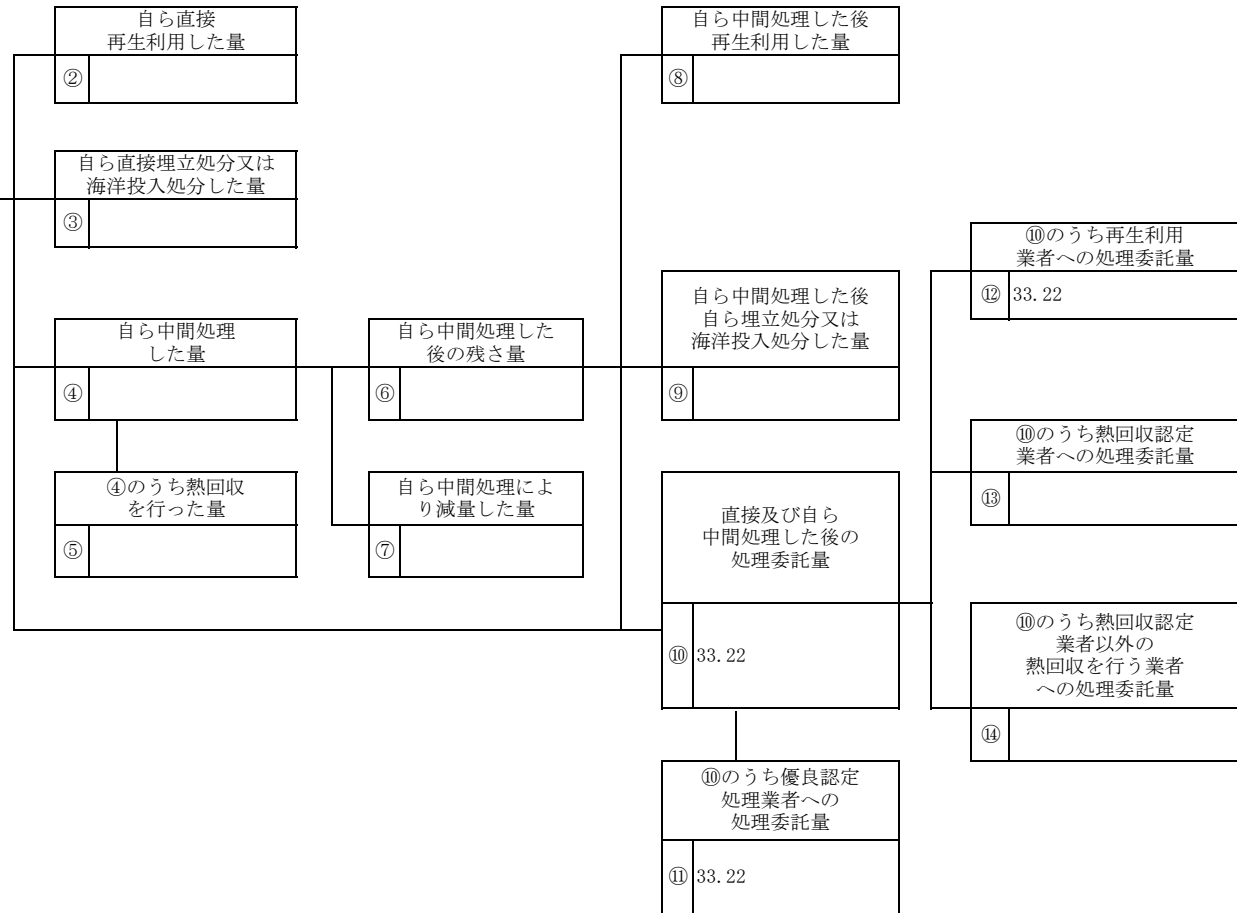 自ら直接
再生利用した量
②
自ら中間処理した後
再生利用した量
⑧
自ら直接埋立処分又は
海洋投入処分した量
③
⑩のうち再生利用
業者への処理委託量
⑫ 33.22
自ら中間処理
した量
④
自ら中間処理した
後の残さ量
⑥
自ら中間処理した後
自ら埋立処分又は
海洋投入処分した量
⑨
⑩のうち熱回収認定
業者への処理委託量
⑬
④のうち熱回収
を行った量
⑤
自ら中間処理によ
り減量した量
⑦
直接及び自ら
中間処理した後の
処理委託量
⑩ 33.22
⑩のうち熱回収認定
業者以外の
熱回収を行う業者
への処理委託量
⑭
⑩のうち優良認定
処理業者への
処理委託量
⑪ 33.22